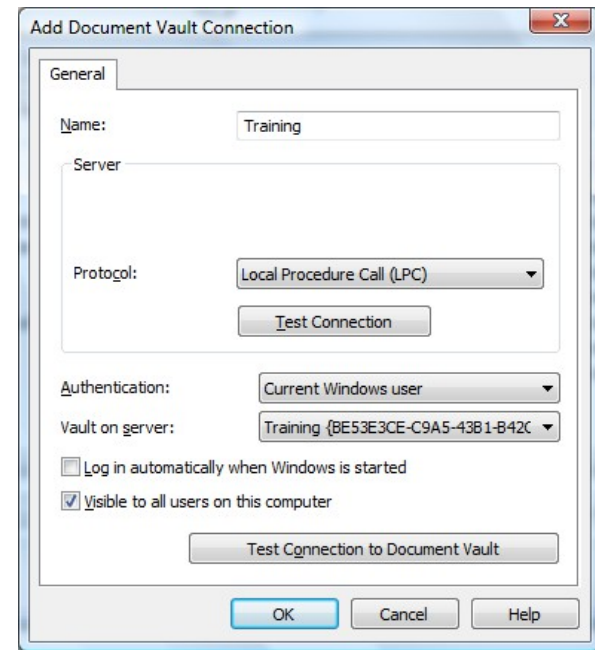 Add Document Vault Connection
General
Name: Training
Server
Protocol: Local Procedure Call (LPC)
Test Connection
Authentication: Current Windows user
Vault on server: Training {BE53E3CE-C9A5-43B1-B42C
Log in automatically when Windows is started
Visible to all users on this computer
Test Connection to Document Vault
OK Cancel Help